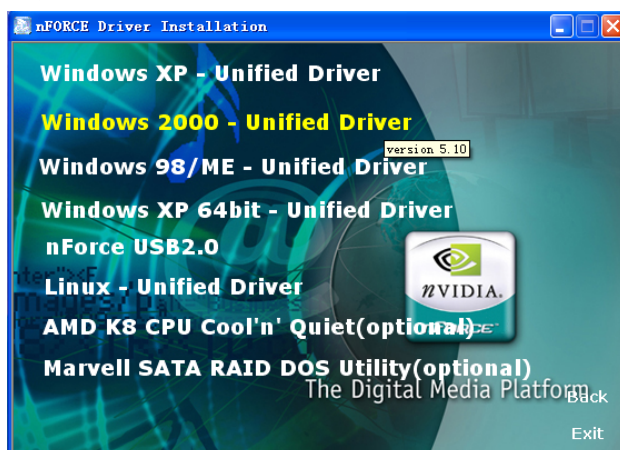 nFORCE Driver Installation
Windows XP - Unified Driver
Windows 2000 - Unified Driver
version 5.10
Windows 98/ME - Unified Driver
Windows XP 64bit - Unified Driver
nForce USB2.0
Linux - Unified Driver
NVIDIA.
AMD K8 CPU Cool'n' Quiet(optional)
Marvell SATA RAID DOS Utility(optional)
The Digital Media Platform
Back
Exit